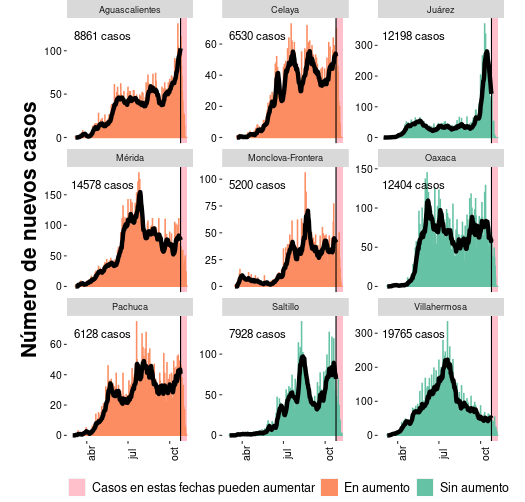 Número de nuevos casos
Aguascalientes
8861 casos
100
50
0
Celaya
6530 casos
60
40
20
0
Juárez
12198 casos
300
200
100
0
Mérida
14578 casos
150
100
50
0
Monclova-Frontera
5200 casos
100
75
50
25
0
Oaxaca
12404 casos
150
100
50
0
Pachuca
6128 casos
60
40
20
0
abr jul oct
Saltillo
7928 casos
100
50
0
abr jul oct
Villahermosa
19765 casos
300
200
100
0
abr jul oct
Casos en estas fechas pueden aumentar En aumento Sin aumento